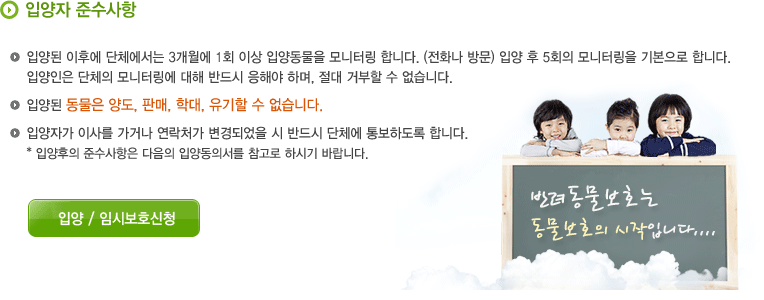 입양자 준수사항
입양된 이후에 단체에서는 3개월에 1회 이상 입양동물을 모니터링 합니다. (전화나 방문) 입양 후 5회의 모니터링을 기본으로 합니다.
입양인은 단체의 모니터링에 대해 반드시 응해야 하며, 절대 거부할 수 없습니다.
입양된 동물은 양도, 판매, 학대, 유기할 수 없습니다.
입양자가 이사를 가거나 연락처가 변경되었을 시 반드시 단체에 통보하도록 합니다.
* 입양후의 준수사항은 다음의 입양동의서를 참고로 하시기 바랍니다.
입양 / 임시보호신청
반려동물보호는
동물보호의 시작입니다....